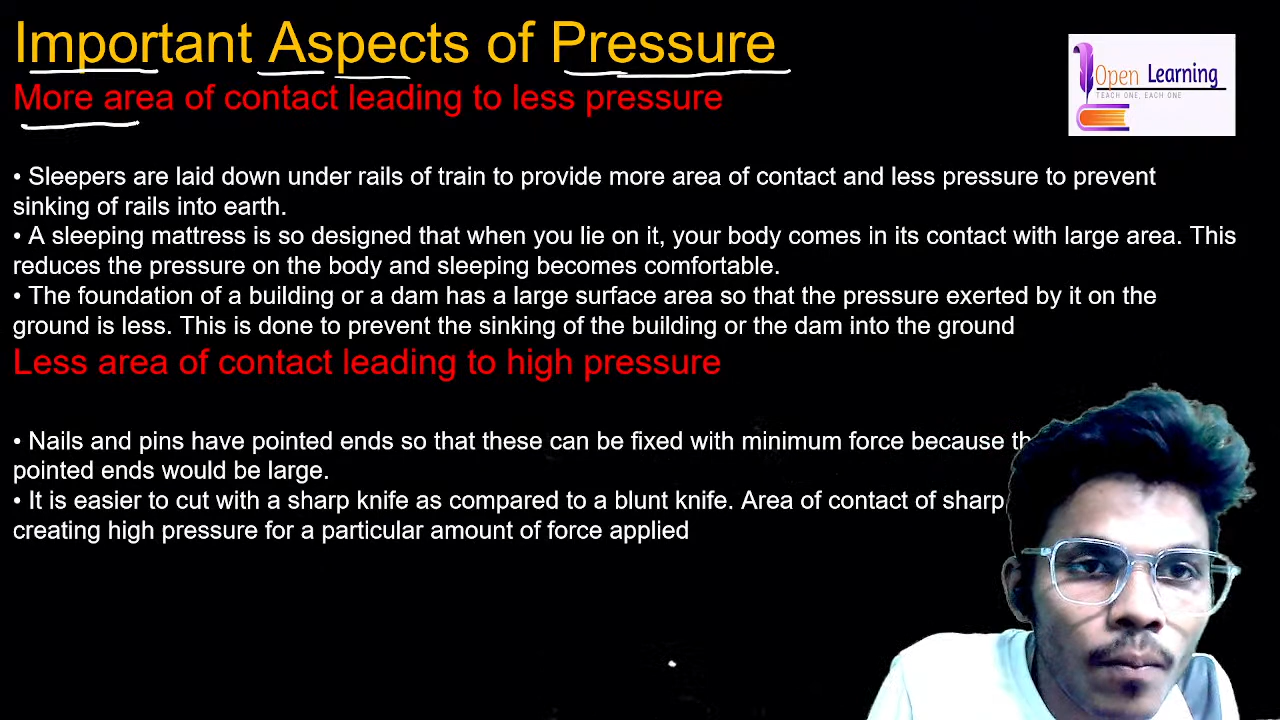 Important Aspects of Pressure
More area of contact leading to less pressure
Open Learning
TEACH ONE, EACH ONE
• Sleepers are laid down under rails of train to provide more area of contact and less pressure to prevent
sinking of rails into earth.
• A sleeping mattress is so designed that when you lie on it, your body comes in its contact with large area. This
reduces the pressure on the body and sleeping becomes comfortable.
• The foundation of a building or a dam has a large surface area so that the pressure exerted by it on the
ground is less. This is done to prevent the sinking of the building or the dam into the ground
Less area of contact leading to high pressure
• Nails and pins have pointed ends so that these can be fixed with minimum force because
pointed ends would be large.
• It is easier to cut with a sharp knife as compared to a blunt knife. Area of contact of sharp
creating high pressure for a particular amount of force applied